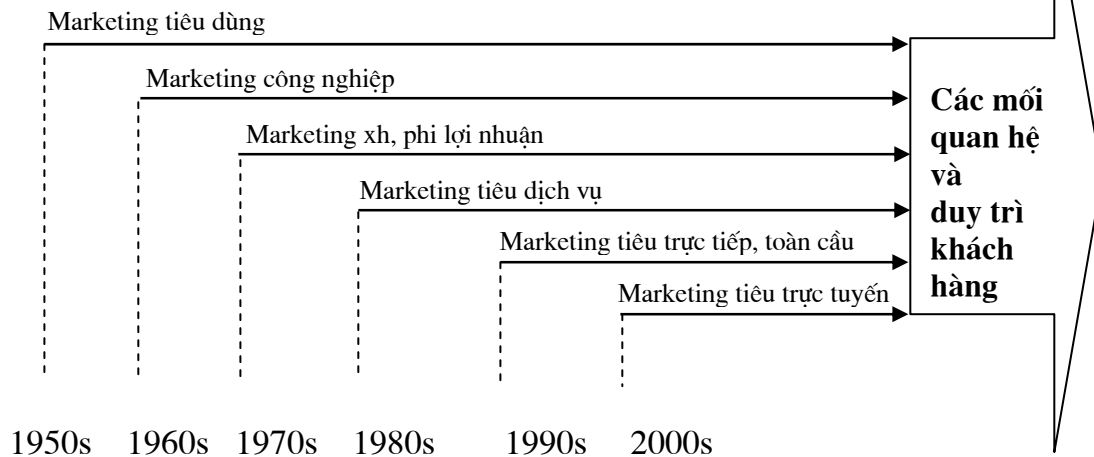 Marketing tiêu dùng
Marketing công nghiệp
Marketing xh, phi lợi nhuận
Marketing tiêu dịch vụ
Marketing tiêu trực tiếp, toàn cầu
Marketing tiêu trực tuyến
Các mối
quan hệ
và
duy trì
khách
hàng
1950s 1960s 1970s 1980s 1990s 2000s